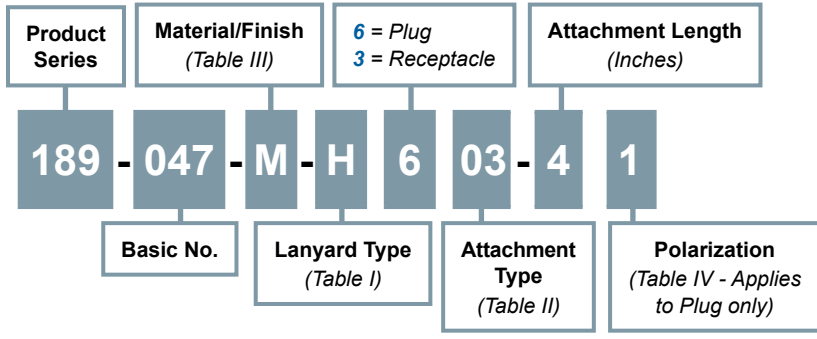 Product
Series
Material/Finish
(Table III)
6 = Plug
3 = Receptacle
Attachment Length
(Inches)
189 - 047 - M - H 6 03 - 4 1
Basic No.
Lanyard Type
(Table I)
Attachment
Type
(Table II)
Polarization
(Table IV - Applies
to Plug only)